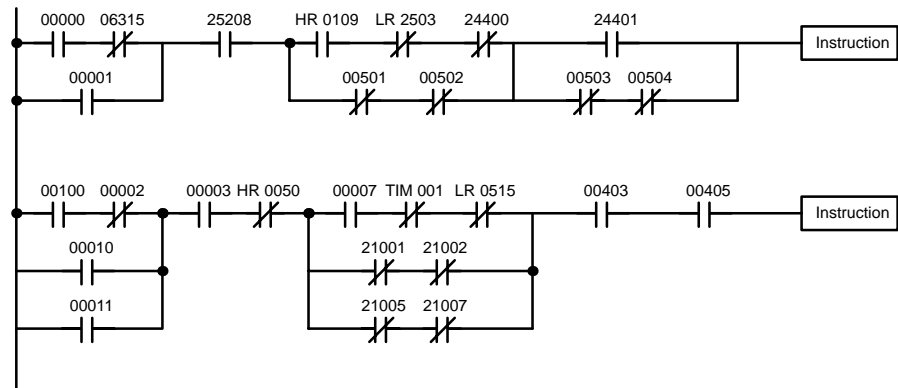 00000 06315 25208 HR 0109 LR 2503 24400 24401
Instruction
00001 00501 00502 00503 00504
00100 00002 00003 HR 0050 00007 TIM 001 LR 0515 00403 00405
Instruction
00010 21001 21002
00011 21005 21007